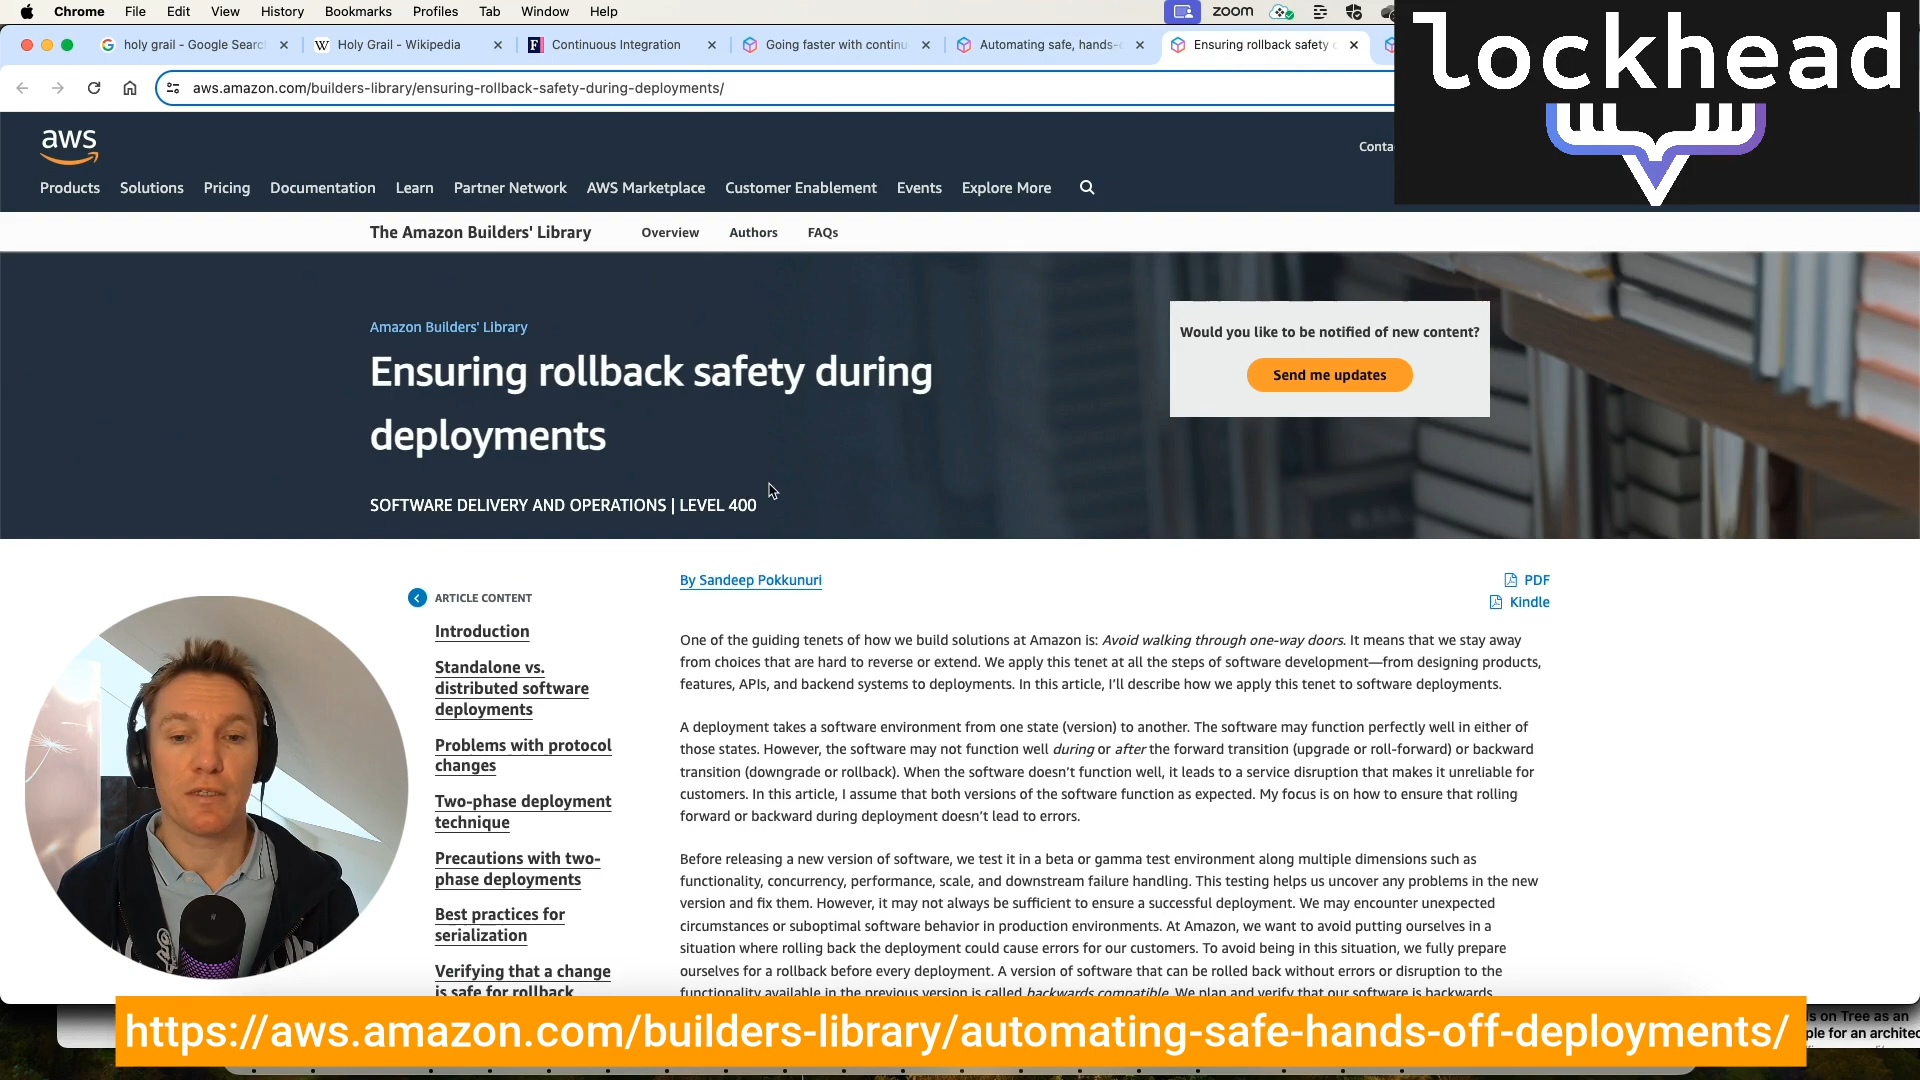 Chrome File Edit View History Bookmarks Profiles Tab Window Help
zoom
holy grail - Google Searc
Holy Grail - Wikipedia
Continuous Integration
Going faster with continu
Automating safe, hands-
Ensuring rollback safety
lockhead
aws.amazon.com/builders-library/ensuring-rollback-safety-during-deployments/
aws
Conta
Products Solutions Pricing Documentation Learn Partner Network AWS Marketplace Customer Enablement Events Explore More
The Amazon Builders' Library Overview Authors FAQs
Amazon Builders' Library
Ensuring rollback safety during
deployments
SOFTWARE DELIVERY AND OPERATIONS | LEVEL 400
Would you like to be notified of new content?
Send me updates
ARTICLE CONTENT
Introduction
Standalone vs.
distributed software
deployments
Problems with protocol
changes
Two-phase deployment
technique
Precautions with two-
phase deployments
Best practices for
serialization
Verifying that a change
is safe for rollback
By Sandeep Pokkunuri
PDF
Kindle
One of the guiding tenets of how we build solutions at Amazon is: Avoid walking through one-way doors. It means that we stay away
from choices that are hard to reverse or extend. We apply this tenet at all the steps of software development—from designing products,
features, APIs, and backend systems to deployments. In this article, I'll describe how we apply this tenet to software deployments.
A deployment takes a software environment from one state (version) to another. The software may function perfectly well in either of
those states. However, the software may not function well during or after the forward transition (upgrade or roll-forward) or backward
transition (downgrade or rollback). When the software doesn't function well, it leads to a service disruption that makes it unreliable for
customers. In this article, I assume that both versions of the software function as expected. My focus is on how to ensure that rolling
forward or backward during deployment doesn't lead to errors.
Before releasing a new version of software, we test it in a beta or gamma test environment along multiple dimensions such as
functionality, concurrency, performance, scale, and downstream failure handling. This testing helps us uncover any problems in the new
version and fix them. However, it may not always be sufficient to ensure a successful deployment. We may encounter unexpected
circumstances or suboptimal software behavior in production environments. At Amazon, we want to avoid putting ourselves in a
situation where rolling back the deployment could cause errors for our customers. To avoid being in this situation, we fully prepare
ourselves for a rollback before every deployment. A version of software that can be rolled back without errors or disruption to the
functionality available in the previous version is called backwards compatible. We plan and verify that our software is backwards
https://aws.amazon.com/builders-library/automating-safe-hands-off-deployments/
ls on Tree as an
ple for an architec